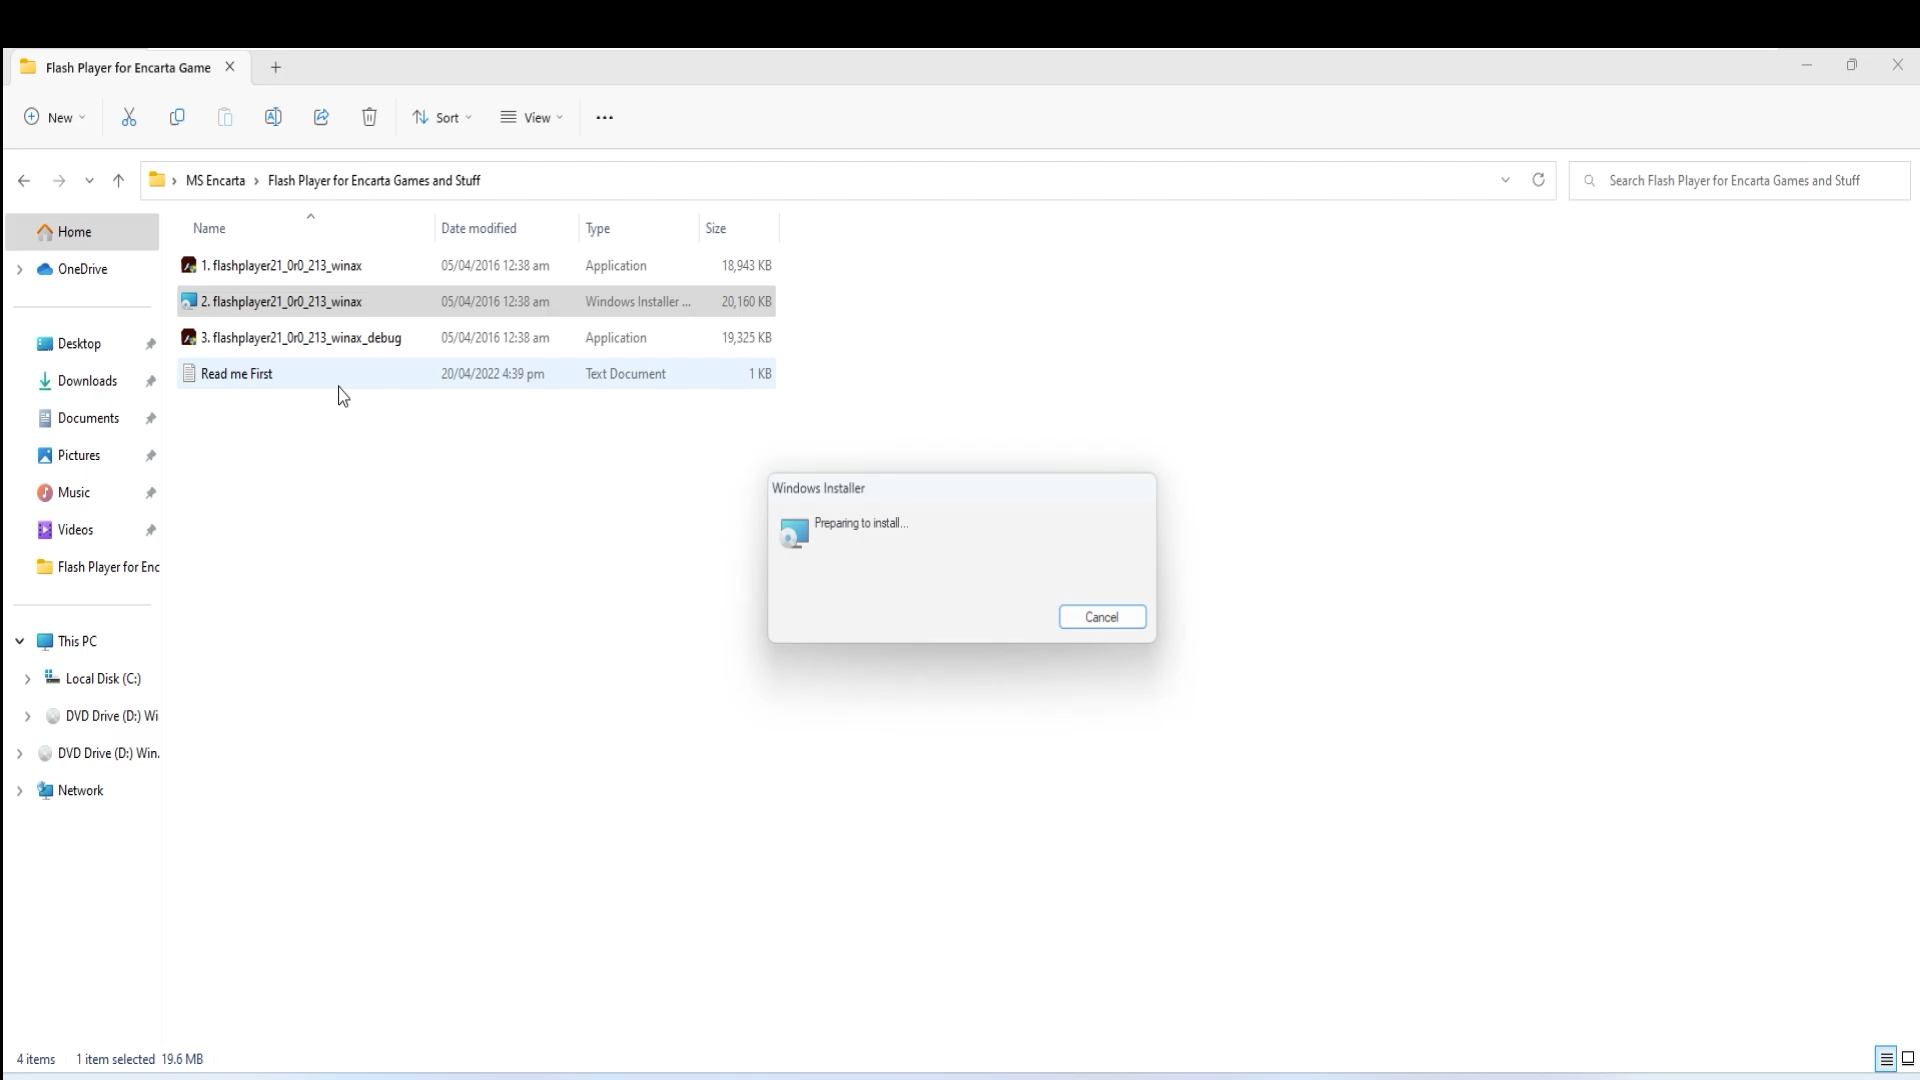 Flash Player for Encarta Game
New
Sort
View
MS Encarta > Flash Player for Encarta Games and Stuff
Search Flash Player for Encarta Games and Stuff
Home
OneDrive
Desktop
Downloads
Documents
Pictures
Music
Videos
Flash Player for Enc
This PC
Local Disk (C:)
DVD Drive (D:) Wi
DVD Drive (D:) Win.
Network
Name Date modified Type Size
1. flashplayer21_0r0_213_winax 05/04/2016 12:38 am Application 18,943 KB
2. flashplayer21_0r0_213_winax 05/04/2016 12:38 am Windows Installer ... 20,160 KB
3. flashplayer21_0r0_213_winax_debug 05/04/2016 12:38 am Application 19,325 KB
Read me First 20/04/2022 4:39 pm Text Document 1 KB
Windows Installer
Preparing to install...
Cancel
4 items 1 item selected 19.6 MB